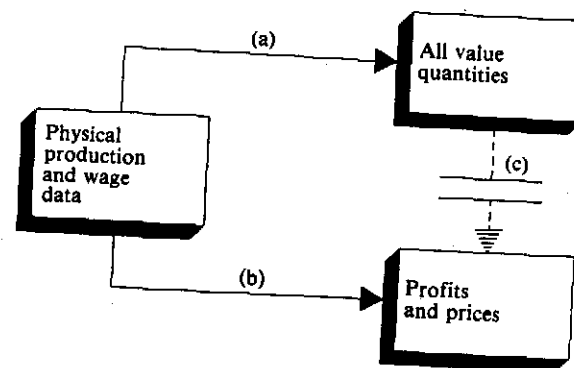 (a)
All value
quantities
Physical
production
and wage
data
(c)
(b)
Profits
and prices